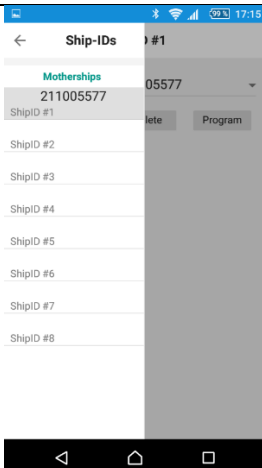 99% 17:15
Ship-IDs
#1
Motherships
211005577
ShipID #1
ShipID #2
ShipID #3
ShipID #4
ShipID #5
ShipID #6
ShipID #7
ShipID #8
05577
lete
Program